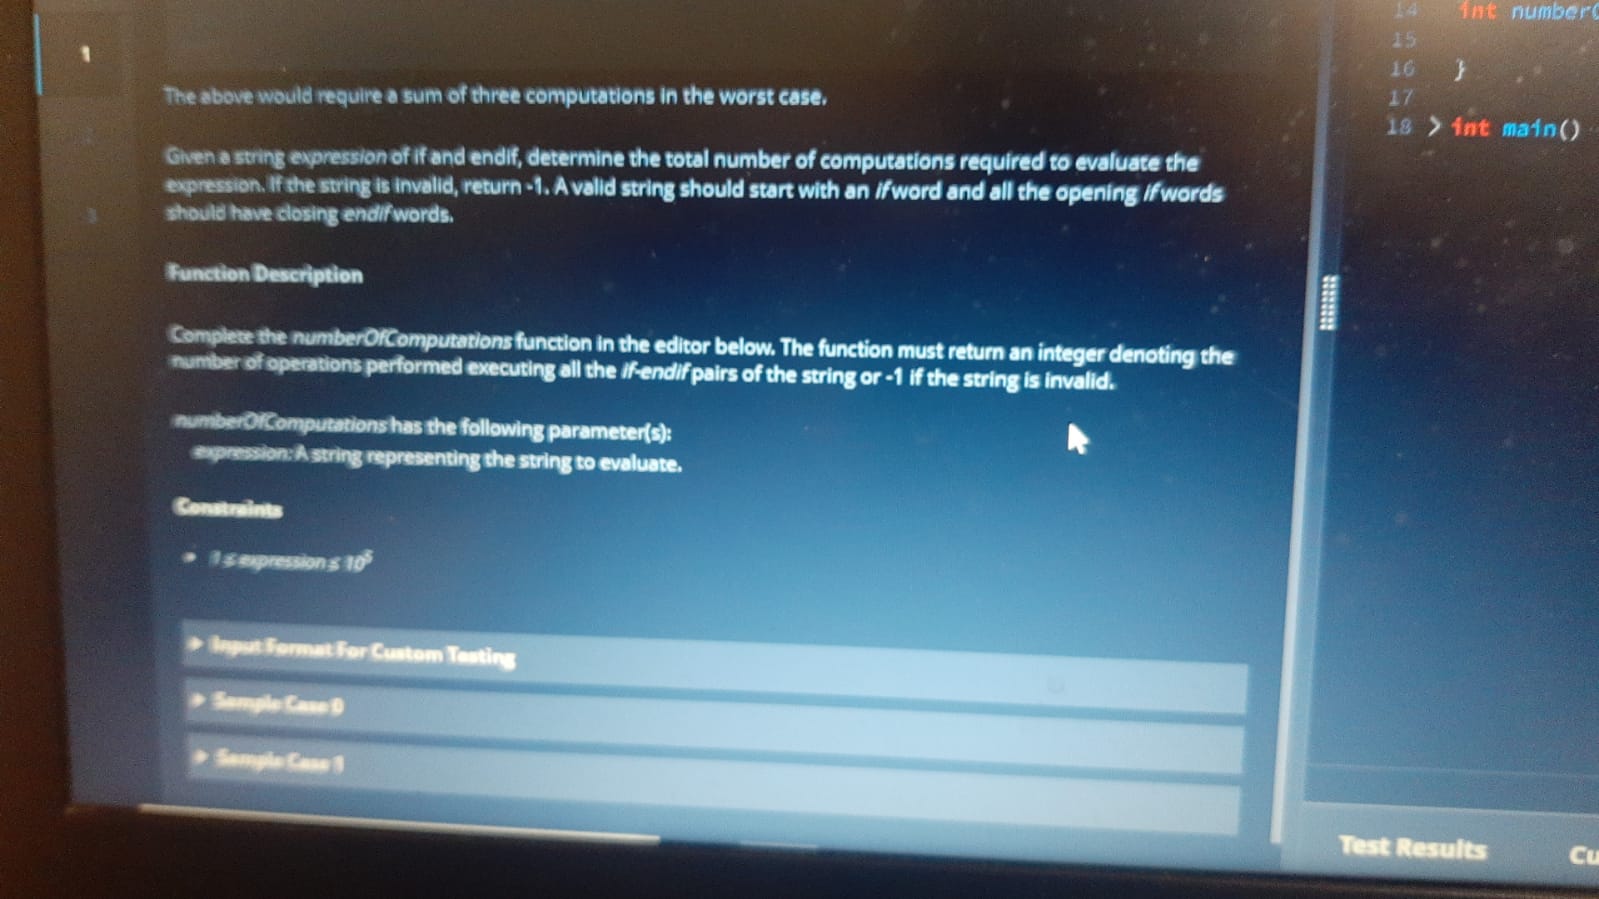 1
The above would require a sum of three computations in the worst case.
Given a string expression of if and endif, determine the total number of computations required to evaluate the
expression. If the string is invalid, return -1. A valid string should start with an if word and all the opening if words
should have closing endif words.
3
Function Description
Complete the numberOfComputations function in the editor below. The function must return an integer denoting the
number of operations performed executing all the if-endif pairs of the string or -1 if the string is invalid.
numberOfComputations has the following parameter(s):
expression: A string representing the string to evaluate.
Constraints
• 1 ≤ expression ≤ 10⁵
Input Format For Custom Testing
Sample Case 0
Sample Case 1
14 int number
15
16 }
17
18 > int main()
Test Results
Cu